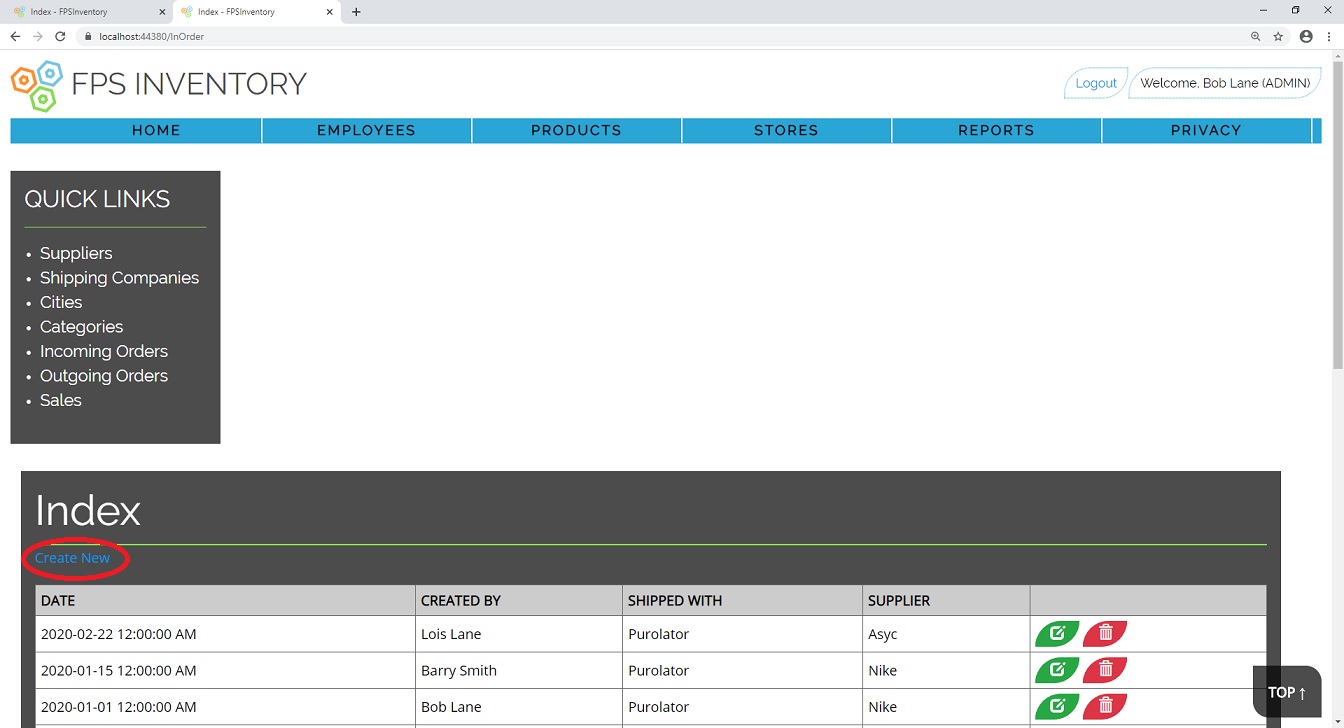 Index - FPSInventory
Index - FPSInventory
localhost:44380/InOrder
FPS INVENTORY
Logout
Welcome, Bob Lane (ADMIN)
HOME EMPLOYEES PRODUCTS STORES REPORTS PRIVACY
QUICK LINKS
Suppliers
Shipping Companies
Cities
Categories
Incoming Orders
Outgoing Orders
Sales
Index
Create New
DATE CREATED BY SHIPPED WITH SUPPLIER
2020-02-22 12:00:00 AM Lois Lane Purolator Asyc
2020-01-15 12:00:00 AM Barry Smith Purolator Nike
2020-01-01 12:00:00 AM Bob Lane Purolator Nike
TOP ↑